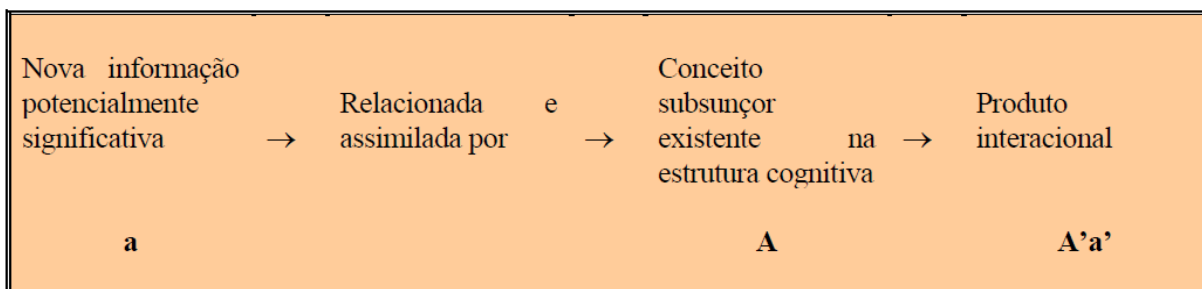 Nova informação
potencialmente
significativa
→
Relacionada e
assimilada por
→
Conceito
subsunçor
existente na
estrutura cognitiva
→
Produto
interacional
a
A
A’a’